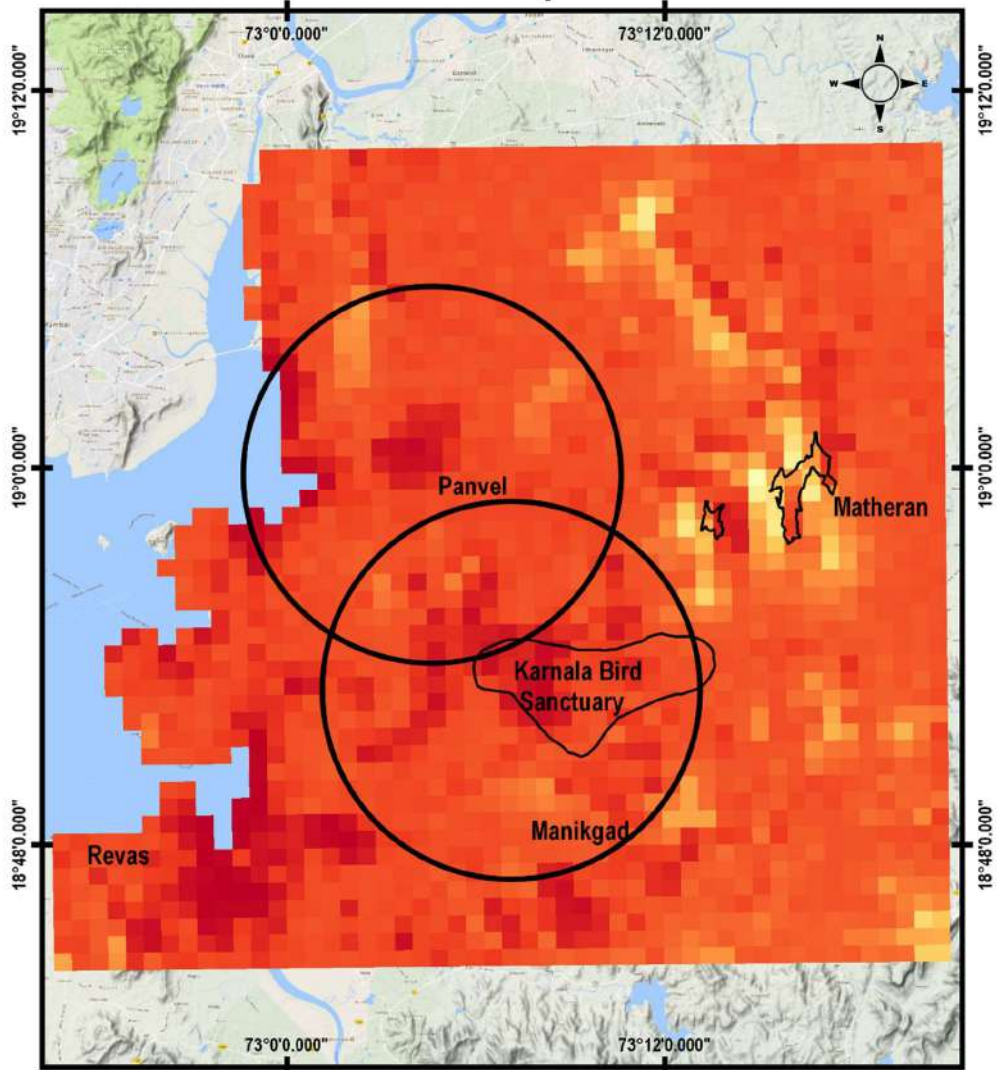 73°0'0.000"
73°12'0.000"
N
W
E
S
19°12'0.000"
19°12'0.000"
19°0'0.000"
19°0'0.000"
Panvel
Matheran
Karnala Bird
Sanctuary
Manikgad
Revas
18°48'0.000"
18°48'0.000"
73°0'0.000"
73°12'0.000"